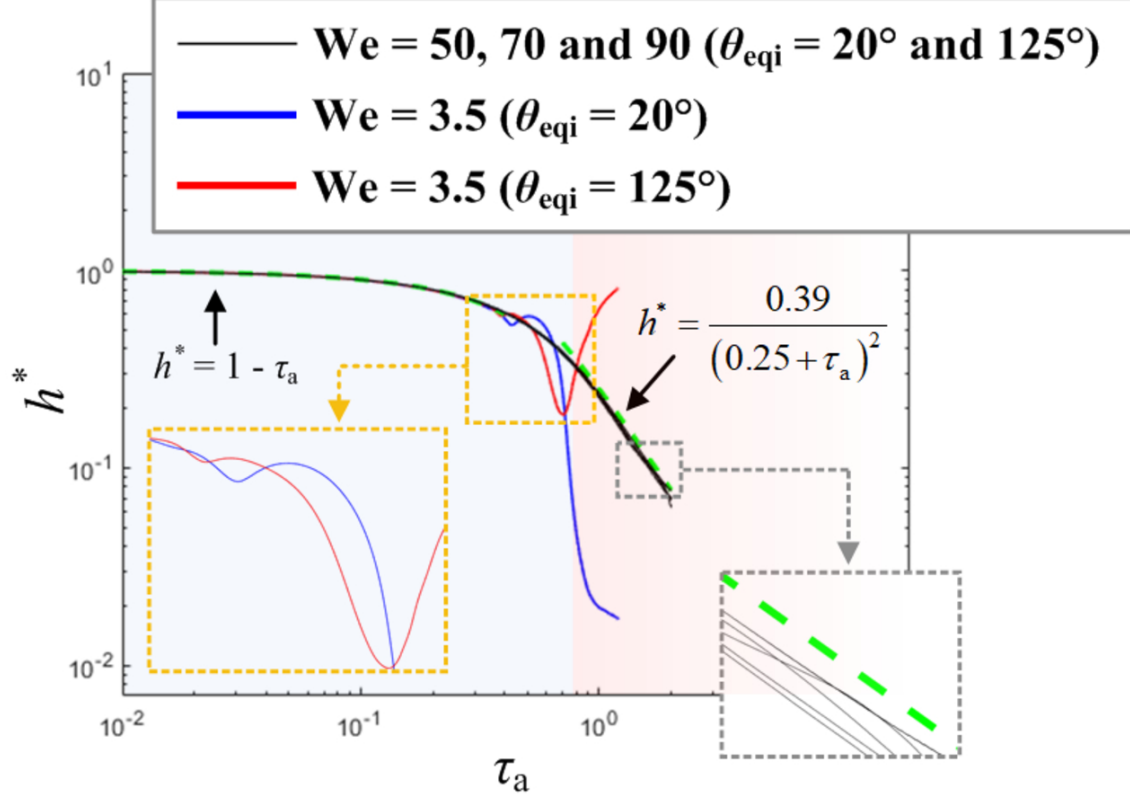 We = 50, 70 and 90 (θeqi = 20° and 125°)
We = 3.5 (θeqi = 20°)
We = 3.5 (θeqi = 125°)
10¹
10⁰
10⁻¹
10⁻²
h*
h* = 1 - τa
h* = 0.39 / (0.25+τa)²
10⁻²
10⁻¹
10⁰
τa